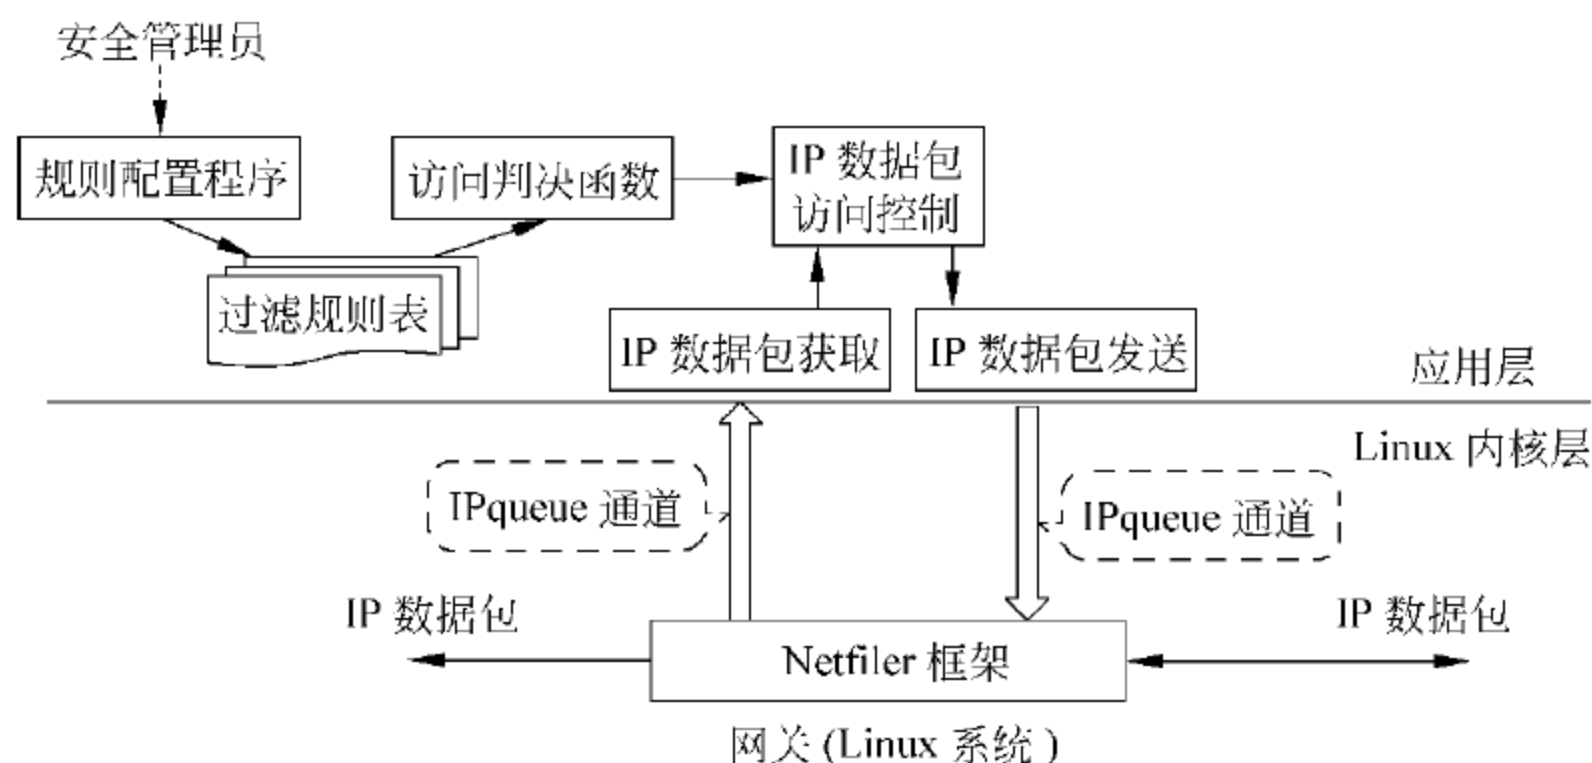 安全管理员
规则配置程序
访问判决函数
IP 数据包
访问控制
过滤规则表
IP 数据包获取
IP 数据包发送
应用层
Linux 内核层
IPqueue 通道
IPqueue 通道
IP 数据包
IP 数据包
Netfiler 框架
网关 (Linux 系统 )